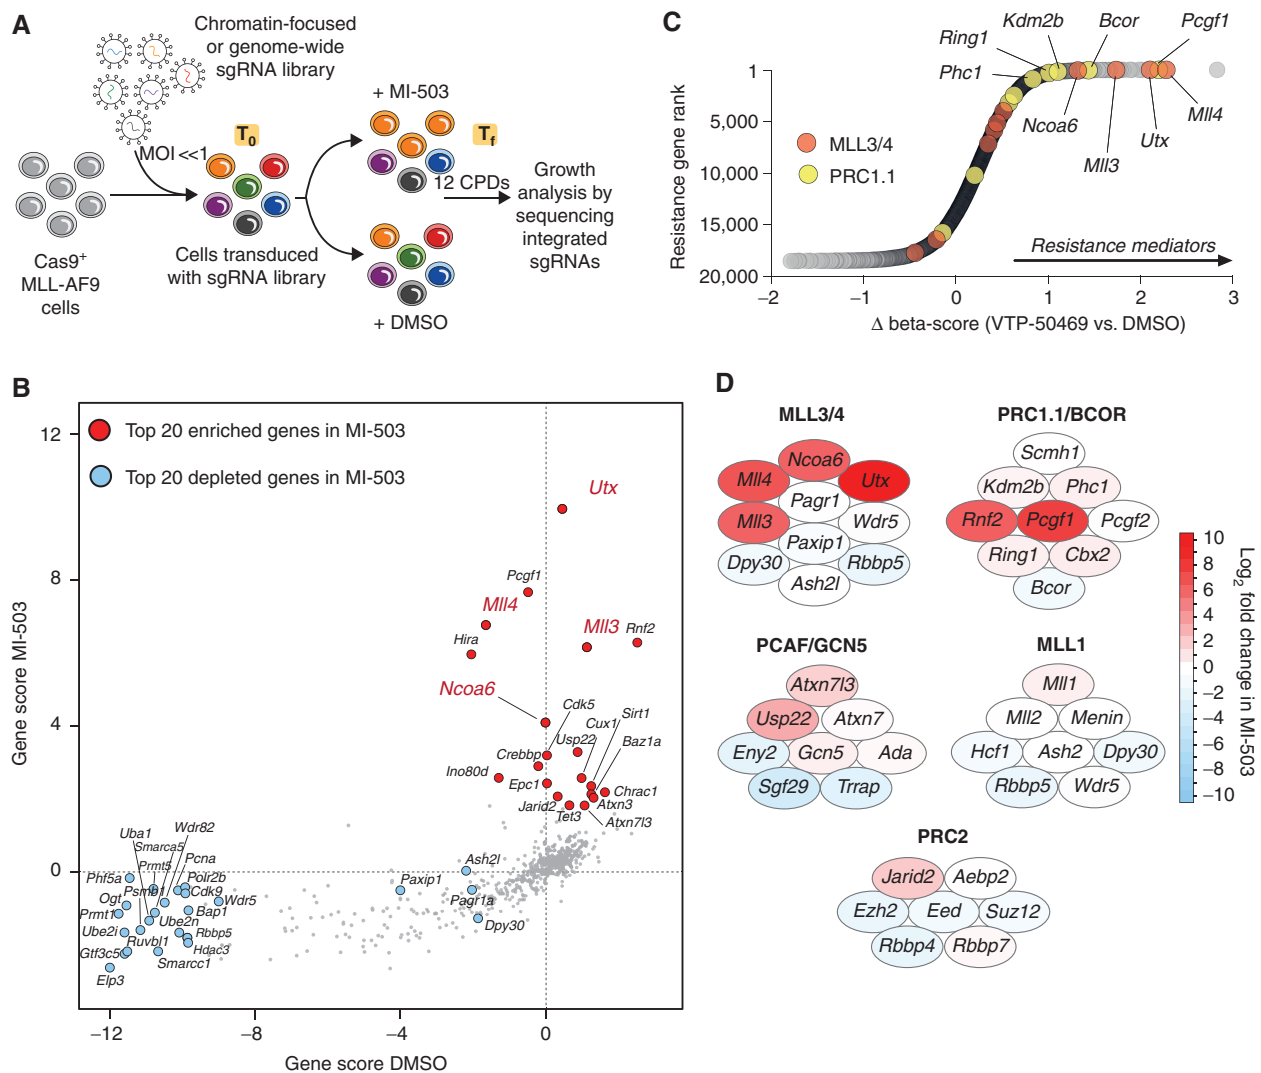 A
Chromatin-focused
or genome-wide
sgRNA library
MOI <<1
T0
+ MI-503
Tf
12 CPDs
Growth
analysis by
sequencing
integrated
sgRNAs
Cas9+
MLL-AF9
cells
Cells transduced
with sgRNA library
+ DMSO
C
Kdm2b
Bcor
Pcgf1
Ring1
Phc1
Ncoa6
Mll3
Utx
Mll4
MLL3/4
PRC1.1
Resistance mediators
Resistance gene rank
1
5,000
10,000
15,000
20,000
−2
−1
0
1
2
3
Δ beta-score (VTP-50469 vs. DMSO)
B
Top 20 enriched genes in MI-503
Top 20 depleted genes in MI-503
Gene score MI-503
12
8
4
0
Utx
Pcgf1
Mll4
Hira
Mll3
Rnf2
Ncoa6
Cdk5
Sirt1
Cux1
Usp22
Baz1a
Crebbp
Ino80d
Epc1
Chrac1
Jarid2
Atxn3
Tet3
Atxn7l3
Uba1
Wdr82
Smarca5
Prmt5
Pcna
Phf5a
Psmb1
Polr2b
Cdk9
Ogt
Wdr5
Prmt1
Bap1
Ube2n
Ube2i
Rbbp5
Ruvbl1
Hdac3
Gtf3c5
Smarcc1
Elp3
Ash2l
Paxip1
Pagr1a
Dpy30
−12
−8
−4
0
Gene score DMSO
D
MLL3/4
Ncoa6
Mll4
Utx
Pagr1
Mll3
Wdr5
Paxip1
Dpy30
Rbbp5
Ash2l
PRC1.1/BCOR
Scmh1
Kdm2b
Phc1
Rnf2
Pcgf1
Pcgf2
Ring1
Cbx2
Bcor
PCAF/GCN5
Atxn7l3
Usp22
Atxn7
Eny2
Gcn5
Ada
Sgf29
Trrap
MLL1
Mll1
Mll2
Menin
Hcf1
Ash2
Dpy30
Rbbp5
Wdr5
PRC2
Jarid2
Aebp2
Ezh2
Eed
Suz12
Rbbp4
Rbbp7
10
8
6
4
2
0
−2
−4
−6
−8
−10
Log2 fold change in MI-503